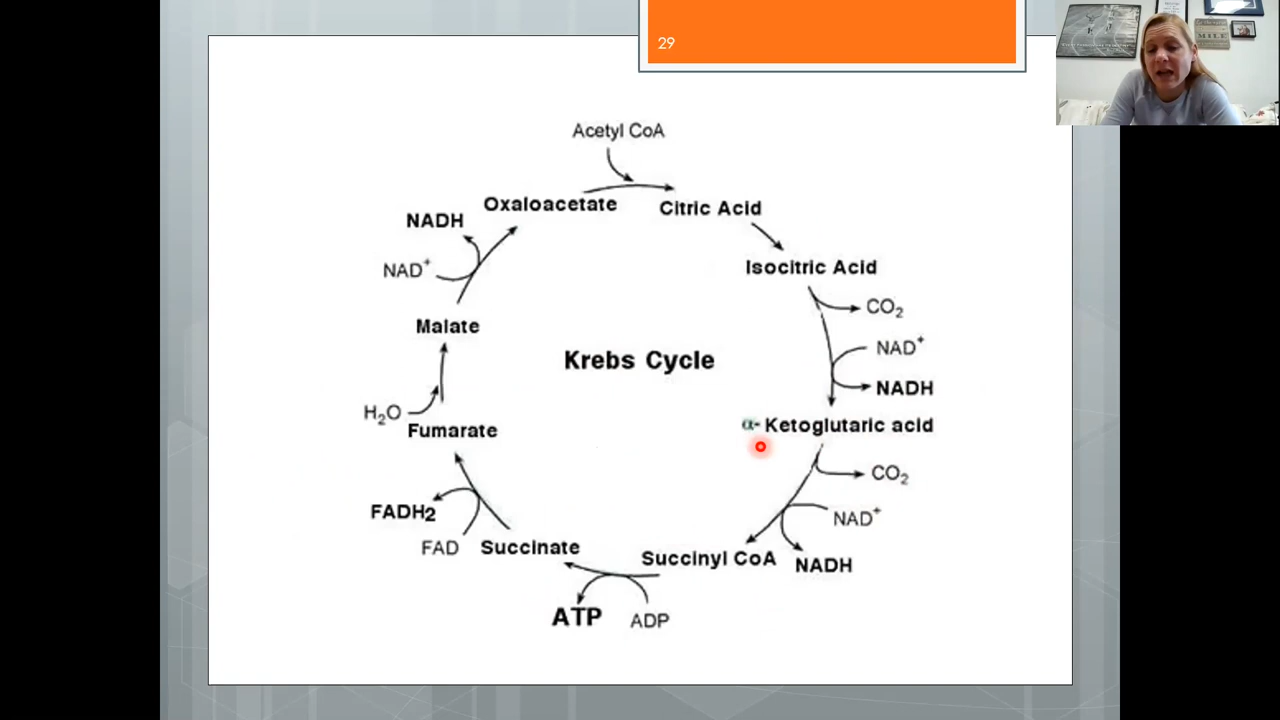 29
Acetyl CoA
Oxaloacetate
Citric Acid
NADH
Isocitric Acid
NAD+
CO2
Malate
NAD+
Krebs Cycle
NADH
H2O
α- Ketoglutaric acid
Fumarate
CO2
FADH2
NAD+
FAD
Succinate
Succinyl CoA
NADH
ATP
ADP
MILE